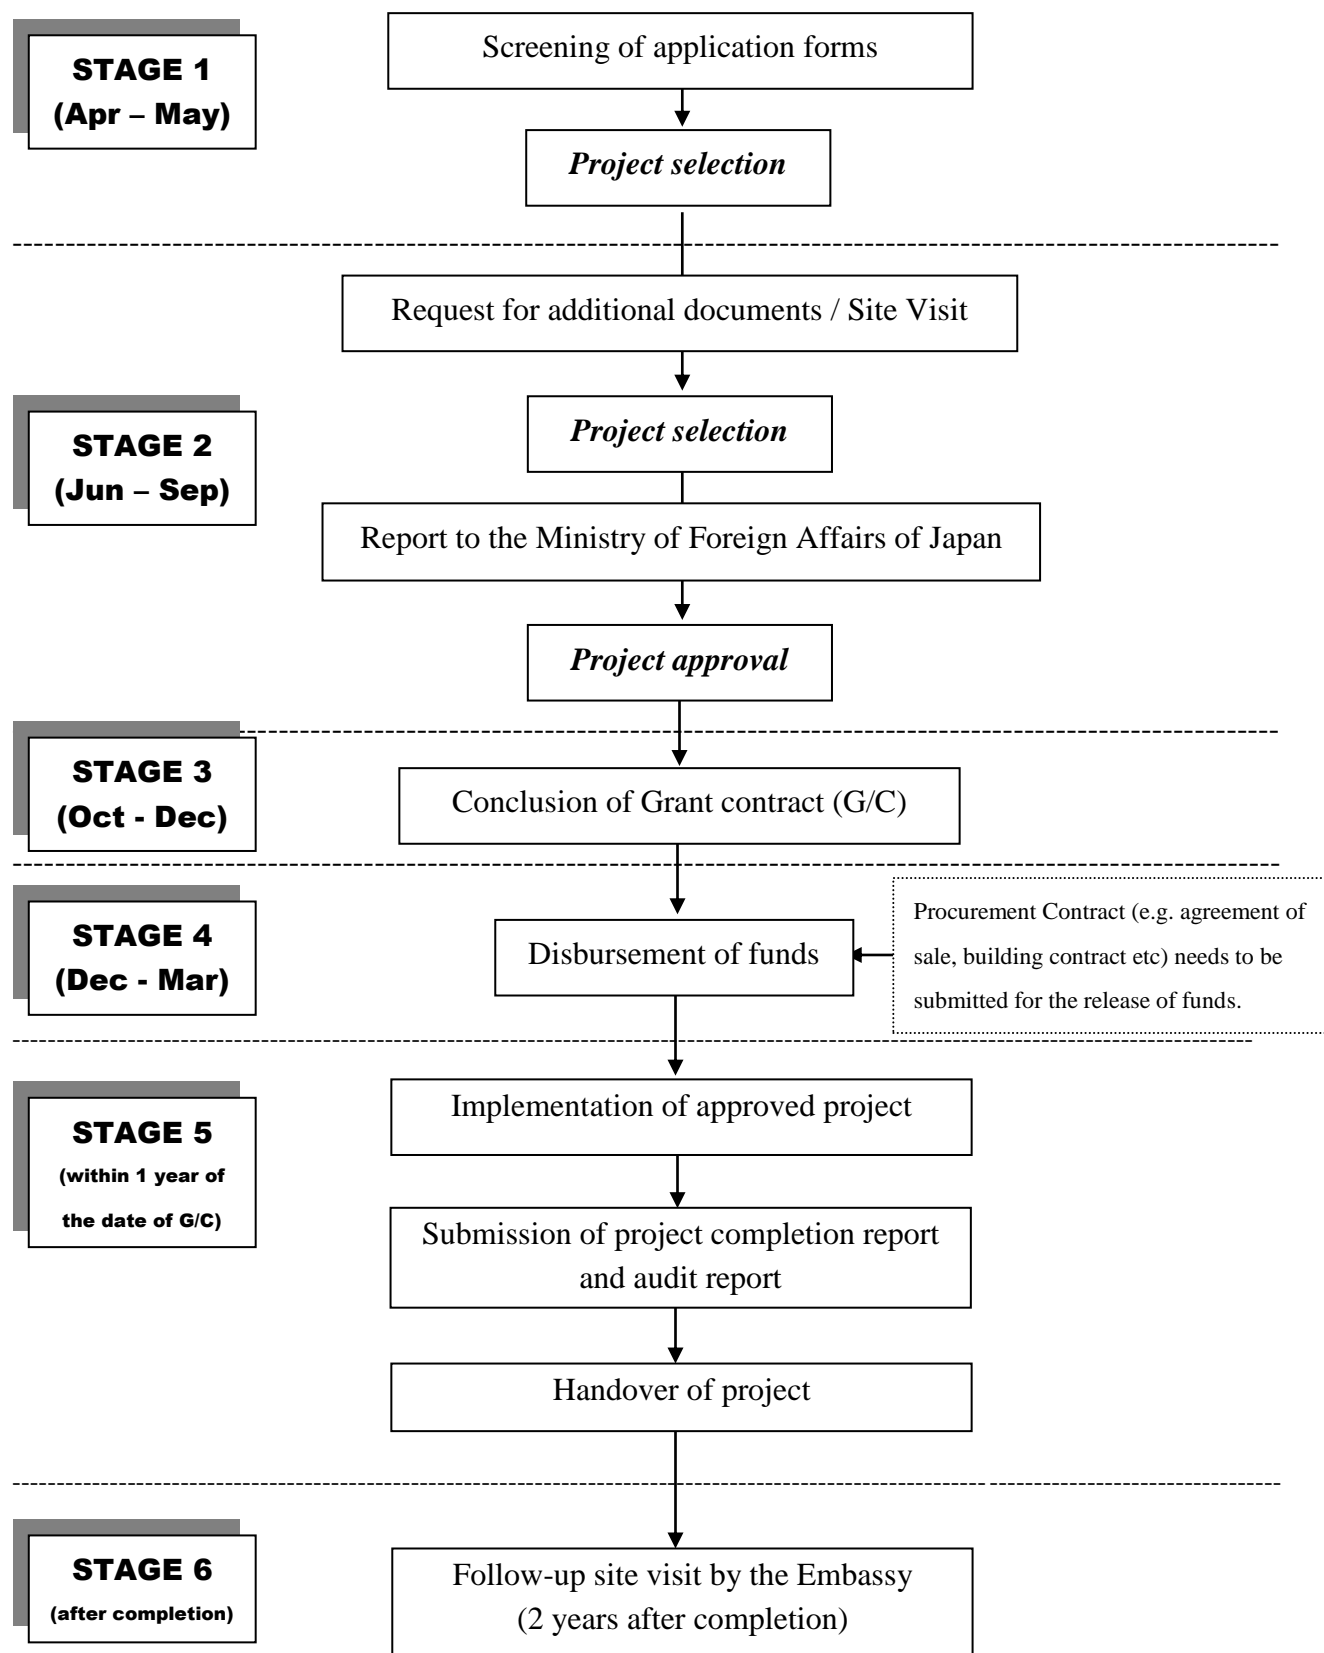 STAGE 1
(Apr – May)
Screening of application forms
Project selection
Request for additional documents / Site Visit
STAGE 2
(Jun – Sep)
Project selection
Report to the Ministry of Foreign Affairs of Japan
Project approval
STAGE 3
(Oct - Dec)
Conclusion of Grant contract (G/C)
STAGE 4
(Dec - Mar)
Disbursement of funds
Procurement Contract (e.g. agreement of
sale, building contract etc) needs to be
submitted for the release of funds.
STAGE 5
(within 1 year of
the date of G/C)
Implementation of approved project
Submission of project completion report
and audit report
Handover of project
STAGE 6
(after completion)
Follow-up site visit by the Embassy
(2 years after completion)